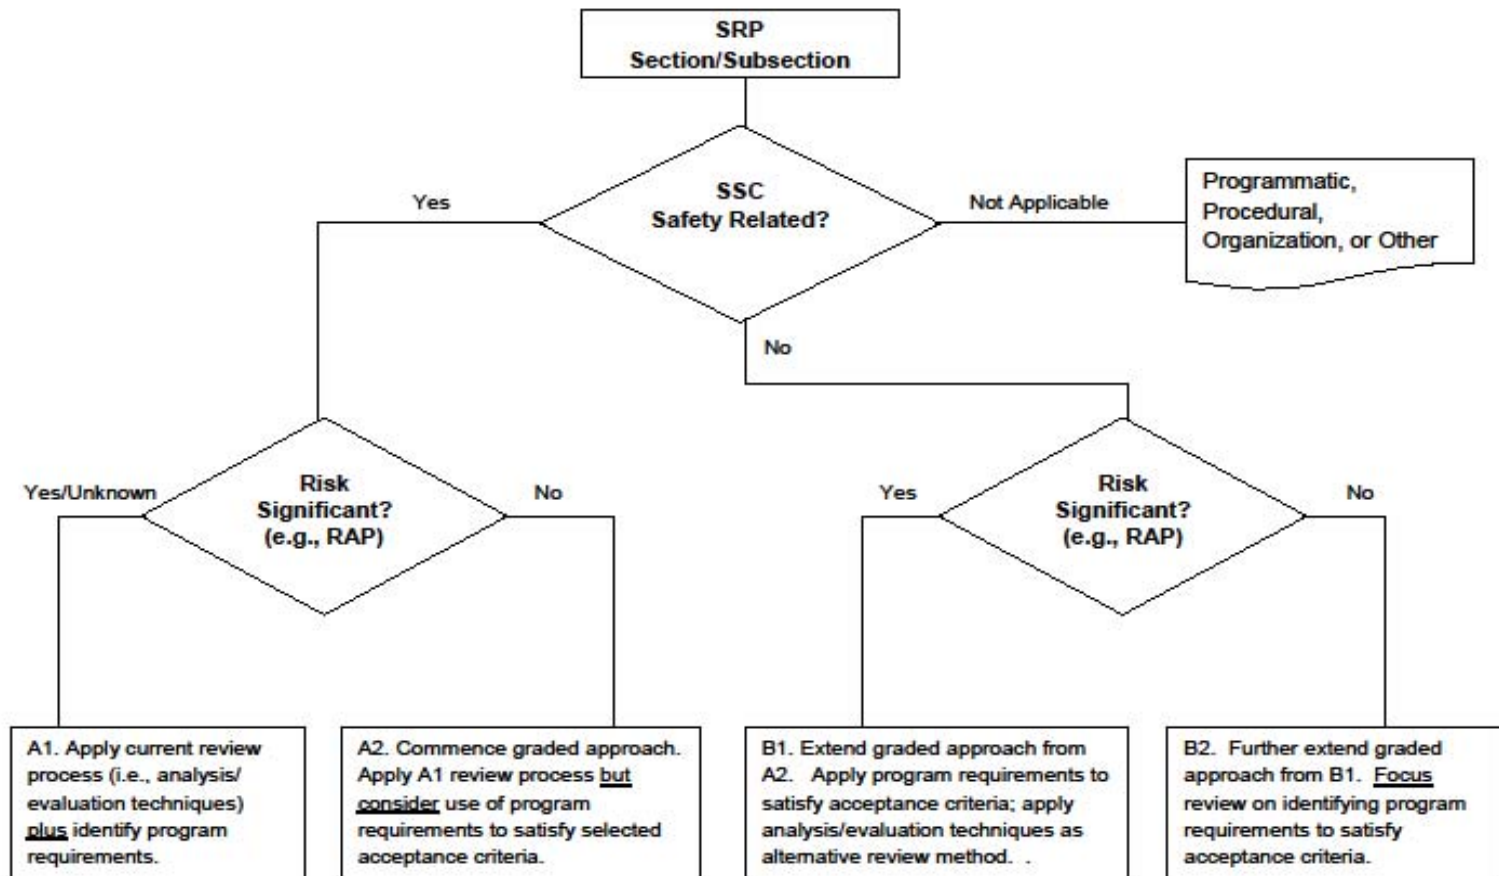 SRP
Section/Subsection
SSC
Safety Related?
Yes
Not Applicable
Programmatic,
Procedural,
Organization, or Other
No
Risk
Significant?
(e.g., RAP)
Yes/Unknown
No
Risk
Significant?
(e.g., RAP)
Yes
No
A1. Apply current review
process (i.e., analysis/
evaluation techniques)
plus identify program
requirements.
A2. Commence graded approach.
Apply A1 review process but
consider use of program
requirements to satisfy selected
acceptance criteria.
B1. Extend graded approach from
A2. Apply program requirements to
satisfy acceptance criteria; apply
analysis/evaluation techniques as
alternative review method. .
B2. Further extend graded
approach from B1. Focus
review on identifying program
requirements to satisfy
acceptance criteria.